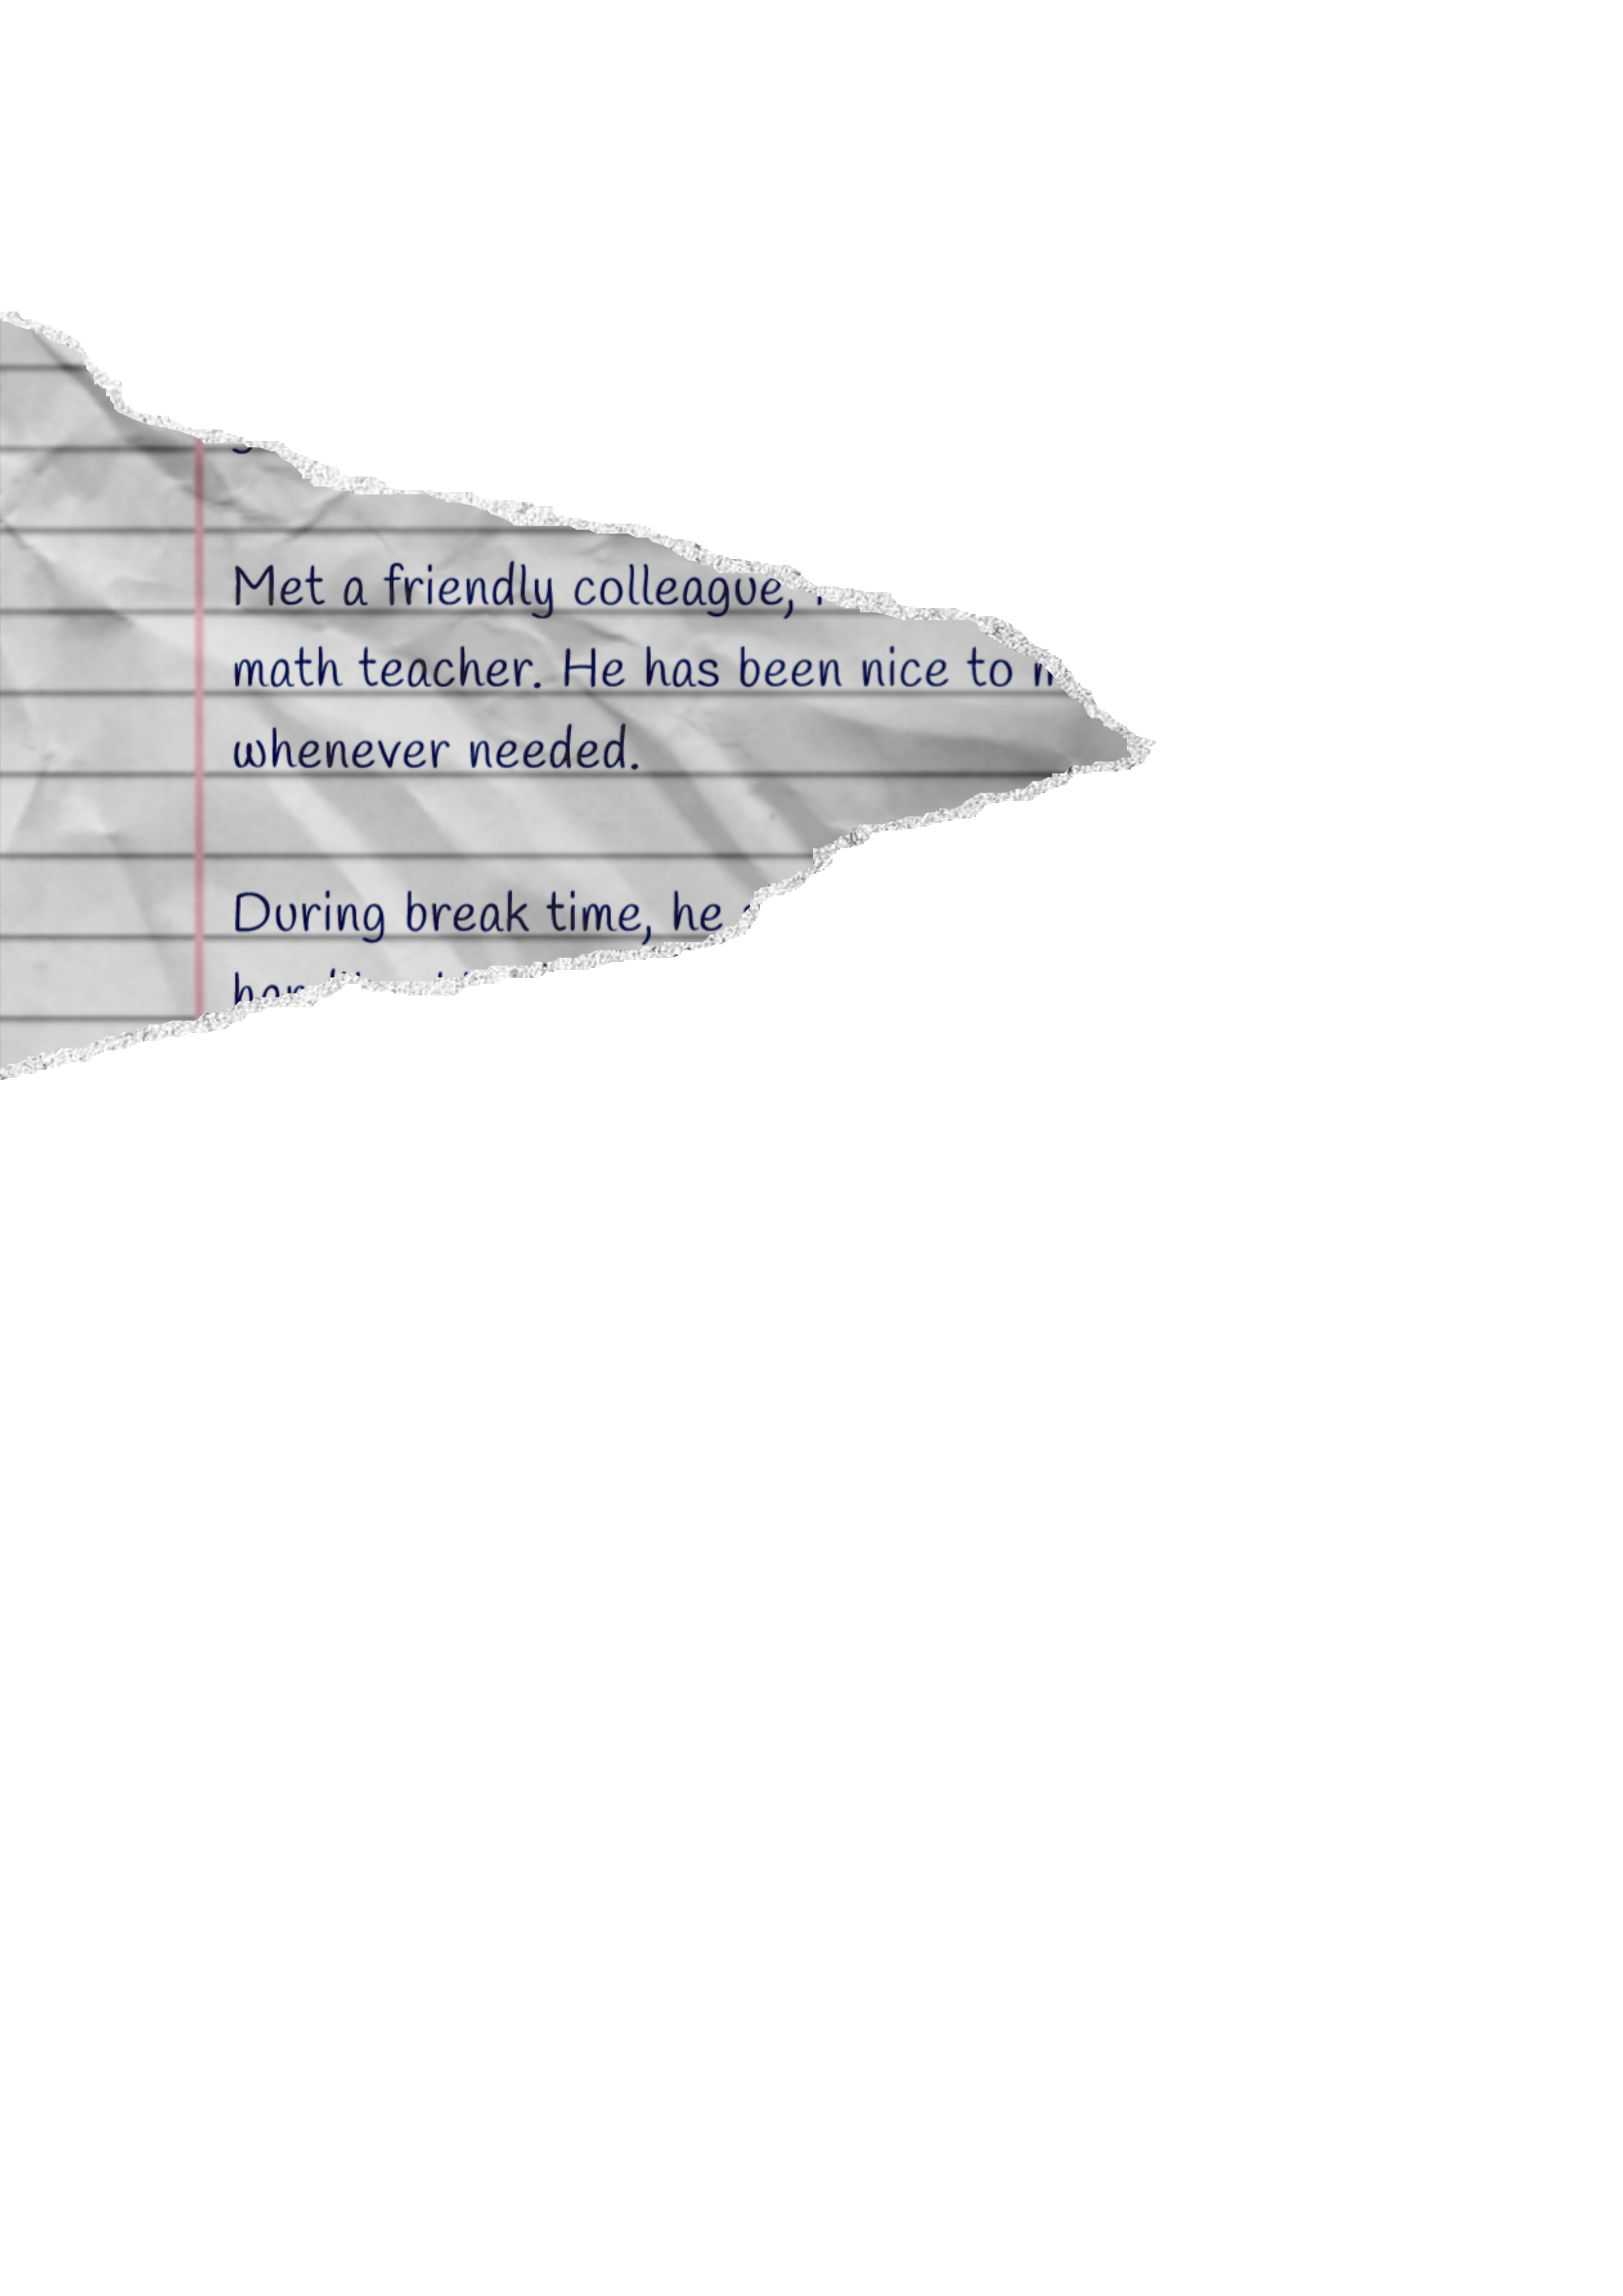 Met a friendly colleague,
math teacher. He has been nice to
whenever needed.
During break time, he